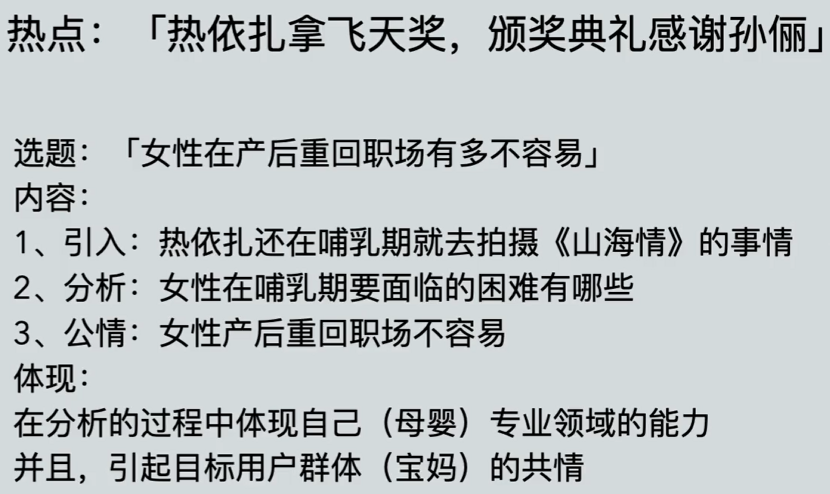 热点：「热依扎拿飞天奖，颁奖典礼感谢孙俪」
选题：「女性在产后重回职场有多不容易」
内容：
1、引入：热依扎还在哺乳期就去拍摄《山海情》的事情
2、分析：女性在哺乳期要面临的困难有哪些
3、公情：女性产后重回职场不容易
体现：
在分析的过程中体现自己（母婴）专业领域的能力
并且，引起目标用户群体（宝妈）的共情